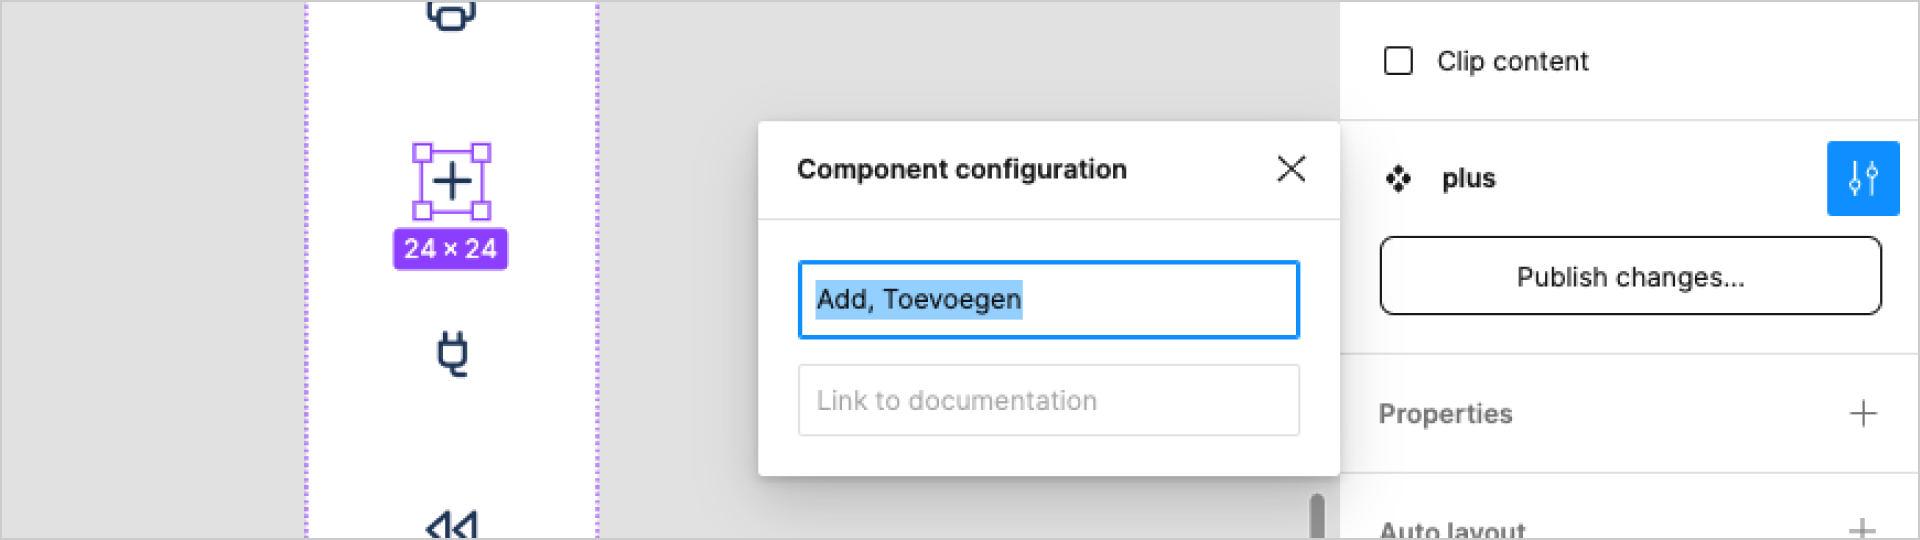 Clip content
Component configuration
plus
24 × 24
Add, Toevoegen
Publish changes...
Link to documentation
Properties
Auto layout